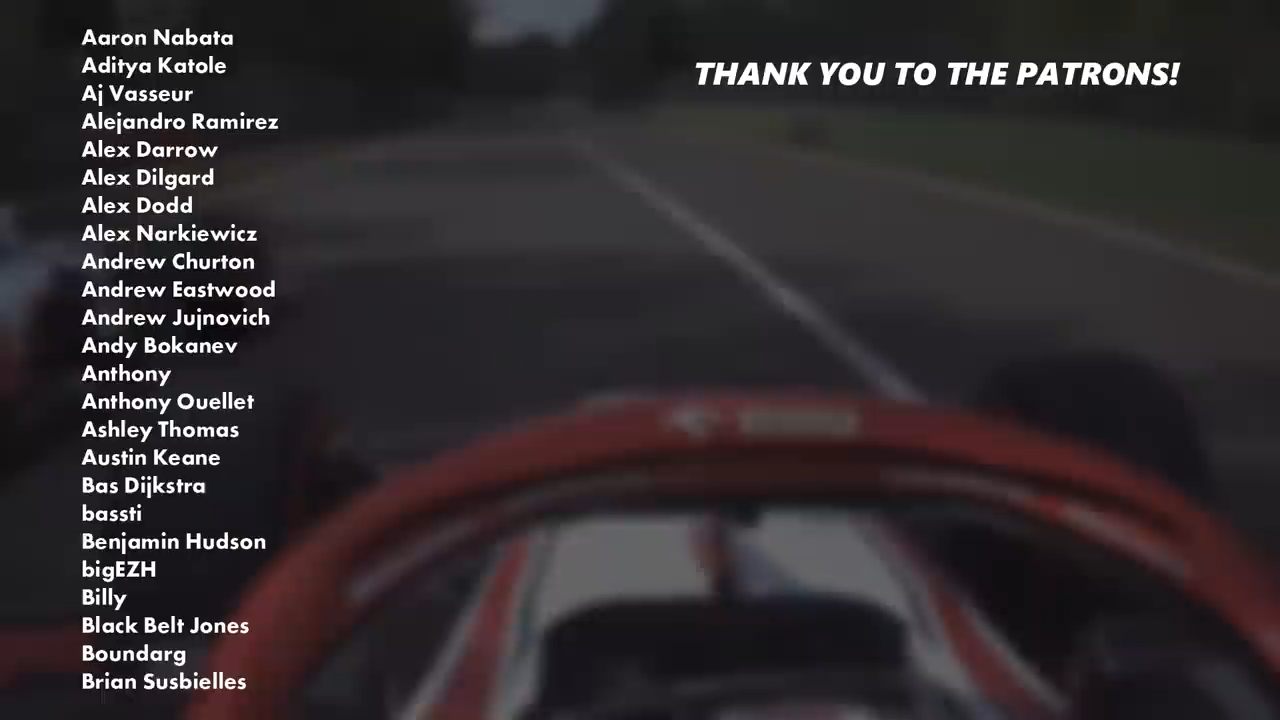 Aaron Nabata
Aditya Katole
Aj Vasseur
Alejandro Ramirez
Alex Darrow
Alex Dilgard
Alex Dodd
Alex Narkiewicz
Andrew Churton
Andrew Eastwood
Andrew Jujnovich
Andy Bokanev
Anthony
Anthony Ouellet
Ashley Thomas
Austin Keane
Bas Dijkstra
bassti
Benjamin Hudson
bigEZH
Billy
Black Belt Jones
Boundarg
Brian Susbielles
THANK YOU TO THE PATRONS!